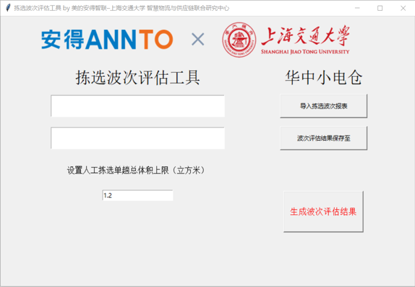 拣选波次评估工具 by 美的安得智联--上海交通大学 智慧物流与供应链联合研究中心
安得ANNTO × 上海交通大学
SHANGHAI JIAO TONG UNIVERSITY
拣选波次评估工具
华中小电仓
导入拣选波次报表
波次评估结果保存至
设置人工拣选单趟总体积上限（立方米）
1.2
生成波次评估结果